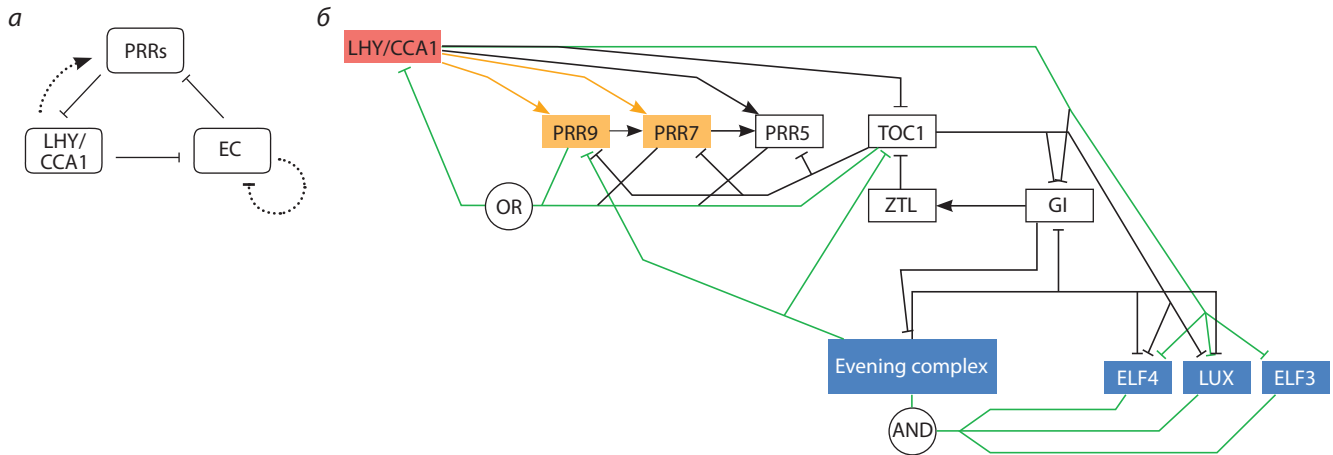 а
PRRs
LHY/
CCA1
EC
б
LHY/CCA1
PRR9
PRR7
PRR5
TOC1
OR
ZTL
GI
Evening complex
ELF4
LUX
ELF3
AND